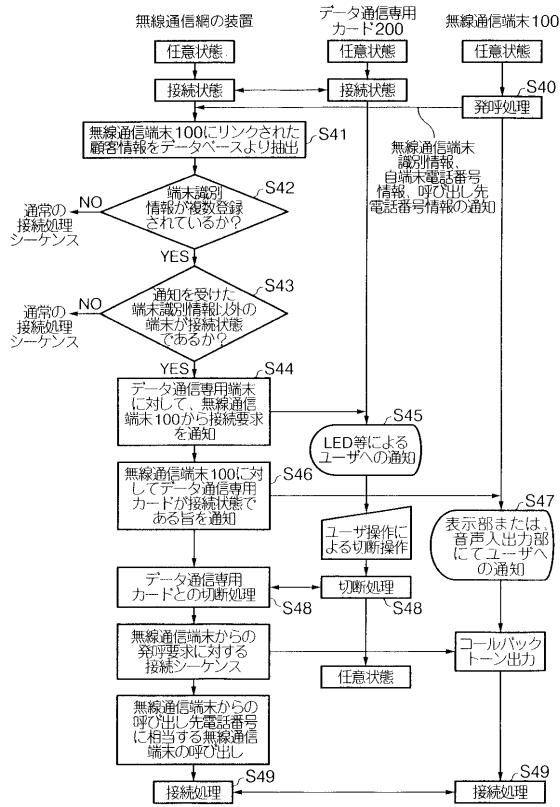 無線通信網の装置
データ通信専用
カード200
無線通信端末100
任意状態
任意状態
任意状態
接続状態
接続状態
S40
発呼処理
無線通信端末100にリンクされた
顧客情報をデータベースより抽出
S41
無線通信端末
識別情報、
自端末電話番号
情報、呼び出し先
電話番号情報の通知
S42
端末識別
情報が複数登録
されているか?
NO
通常の
接続処理
シーケンス
YES
S43
通知を受けた
端末識別情報以外の
端末が接続状態
であるか?
NO
通常の
接続処理
シーケンス
YES
S44
データ通信専用端末
に対して、無線通信
端末100から接続要求
を通知
S45
LED等による
ユーザへの通知
S46
無線通信端末100に対
してデータ通信専用
カードが接続状態で
ある旨を通知
S47
表示部または、
音声入出力部
にてユーザへ
の通知
ユーザ操作に
よる切断操作
データ通信専用
カードとの切断処理
S48
切断処理
S48
無線通信端末からの
発呼要求に対する
接続シーケンス
コールバック
トーン出力
任意状態
無線通信端末からの
呼び出し先電話番号
に相当する無線通信
端末の呼び出し
S49
接続処理
S49
接続処理